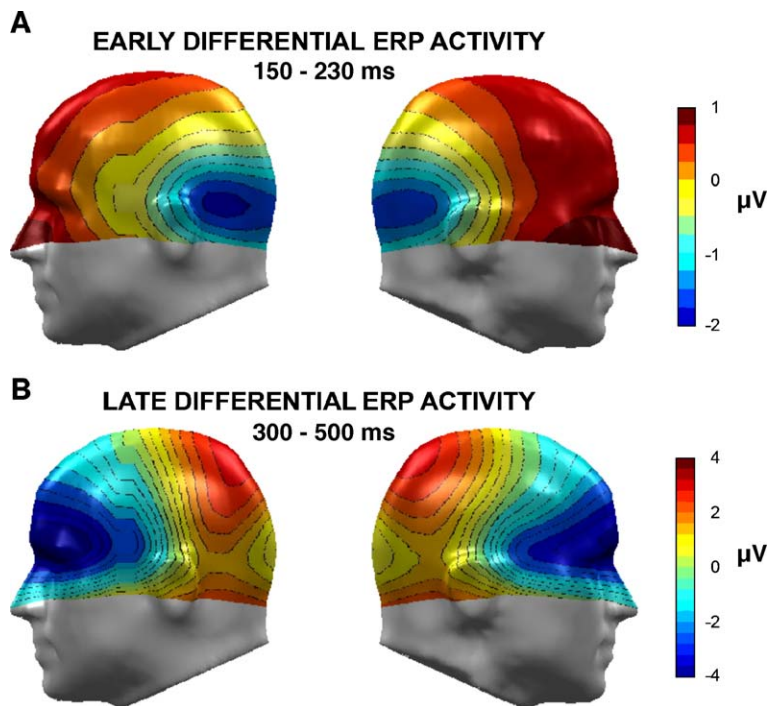 A
EARLY DIFFERENTIAL ERP ACTIVITY
150 - 230 ms
1
0
-1
-2
µV
B
LATE DIFFERENTIAL ERP ACTIVITY
300 - 500 ms
4
2
0
-2
-4
µV